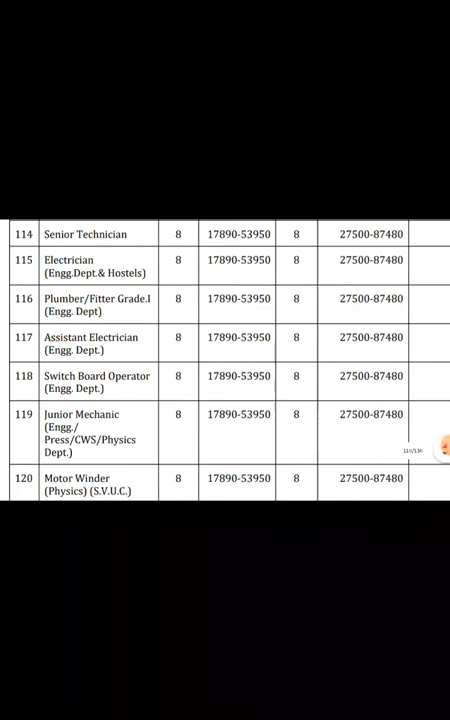 114 Senior Technician 8 17890-53950 8 27500-87480
115 Electrician 8 17890-53950 8 27500-87480
(Engg.Dept.& Hostels)
116 Plumber/Fitter Grade.I 8 17890-53950 8 27500-87480
(Engg. Dept)
117 Assistant Electrician 8 17890-53950 8 27500-87480
(Engg. Dept.)
118 Switch Board Operator 8 17890-53950 8 27500-87480
(Engg. Dept.)
119 Junior Mechanic 8 17890-53950 8 27500-87480
(Engg./
Press/CWS/Physics
Dept.)
120 Motor Winder 8 17890-53950 8 27500-87480
(Physics) (S.V.U.C.)